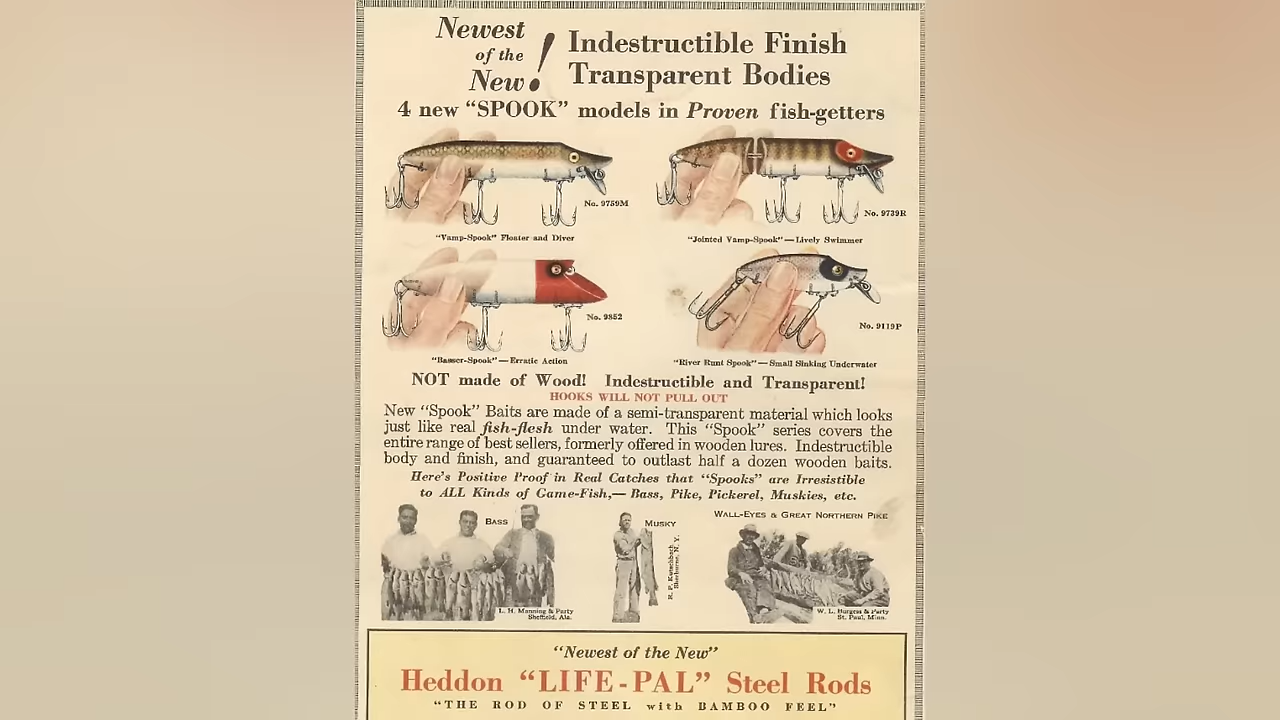 Newest
of the
New!
Indestructible Finish
Transparent Bodies
4 new “SPOOK” models in Proven fish-getters
No. 9759M
No. 9739R
“Vamp-Spook” Floater and Diver
“Jointed Vamp-Spook”—Lively Swimmer
No. 9852
No. 9119P
“Basser-Spook”—Erratic Action
“River Runt Spook”—Small Sinking Underwater
NOT made of Wood! Indestructible and Transparent!
HOOKS WILL NOT PULL OUT
New “Spook” Baits are made of a semi-transparent material which looks
just like real fish-flesh under water. This “Spook” series covers the
entire range of best sellers, formerly offered in wooden lures. Indestructible
body and finish, and guaranteed to outlast half a dozen wooden baits.
Here's Positive Proof in Real Catches that “Spooks” are Irresistible
to ALL Kinds of Game-Fish,— Bass, Pike, Pickerel, Muskies, etc.
BASS
MUSKY
WALL-EYES & GREAT NORTHERN PIKE
L. H. Manning & Party
Sheffield, Ala.
Sherburne, N. Y.
W. L. Burgess & Party
St. Paul, Minn.
“Newest of the New”
Heddon “LIFE-PAL” Steel Rods
“THE ROD OF STEEL with BAMBOO FEEL”